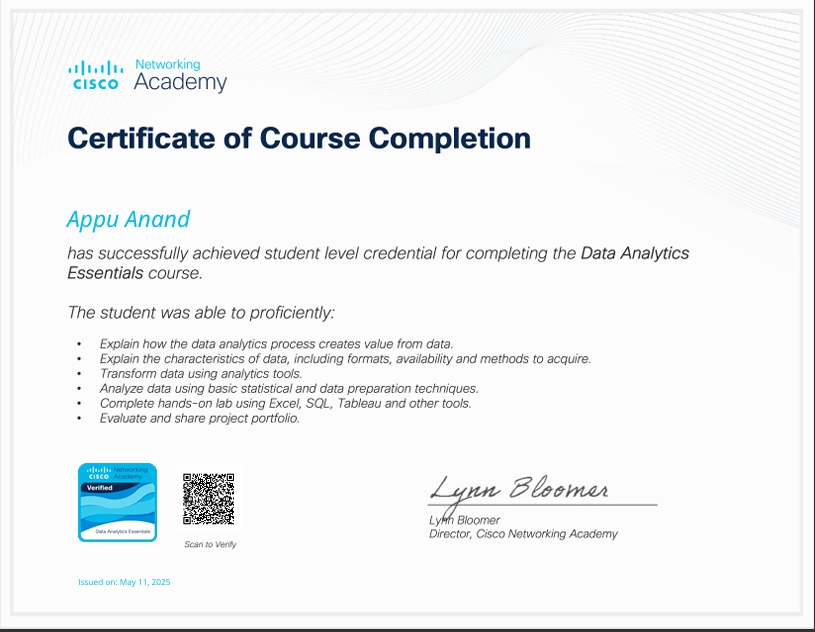 Networking
CISCO Academy
Certificate of Course Completion
Appu Anand
has successfully achieved student level credential for completing the Data Analytics
Essentials course.
The student was able to proficiently:
• Explain how the data analytics process creates value from data.
• Explain the characteristics of data, including formats, availability and methods to acquire.
• Transform data using analytics tools.
• Analyze data using basic statistical and data preparation techniques.
• Complete hands-on lab using Excel, SQL, Tableau and other tools.
• Evaluate and share project portfolio.
Networking
CISCO Academy
Verified
Data Analytics Essentials
Scan to Verify
Lynn Bloomer
Lynn Bloomer
Director, Cisco Networking Academy
Issued on: May 11, 2025